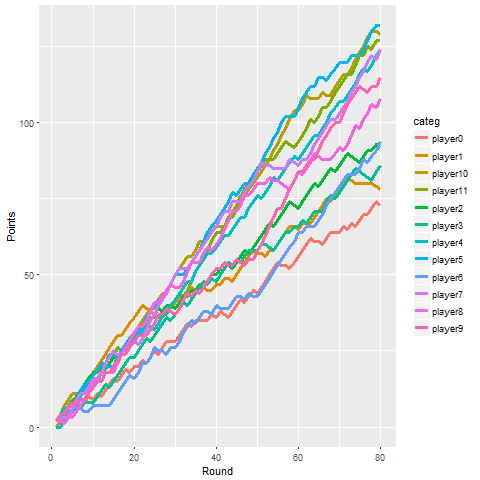 Points
100
50
0
0
20
40
60
80
Round
categ
player0
player1
player10
player11
player2
player3
player4
player5
player6
player7
player8
player9